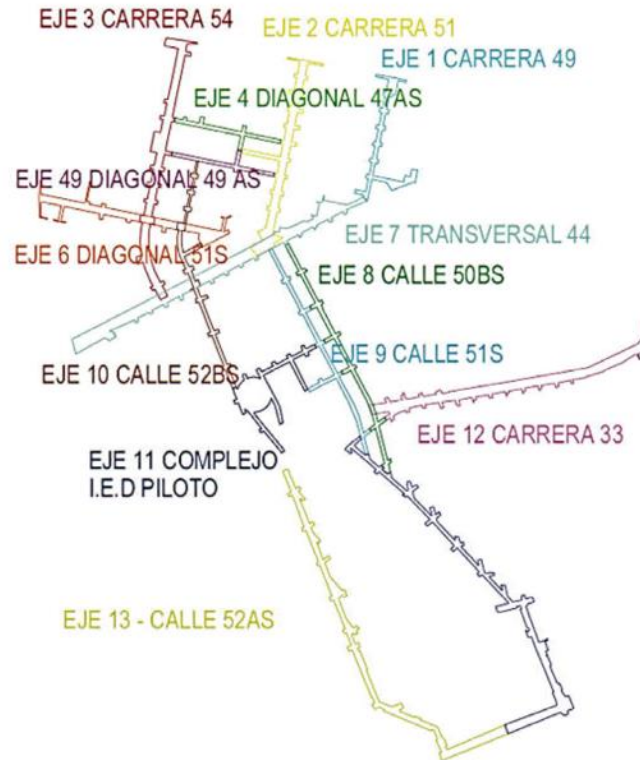 EJE 3 CARRERA 54
EJE 2 CARRERA 51
EJE 1 CARRERA 49
EJE 4 DIAGONAL 47AS
EJE 49 DIAGONAL 49 AS
EJE 7 TRANSVERSAL 44
EJE 6 DIAGONAL 51S
EJE 8 CALLE 50BS
EJE 9 CALLE 51S
EJE 10 CALLE 52BS
EJE 12 CARRERA 33
EJE 11 COMPLEJO
I.E.D PILOTO
EJE 13 - CALLE 52AS